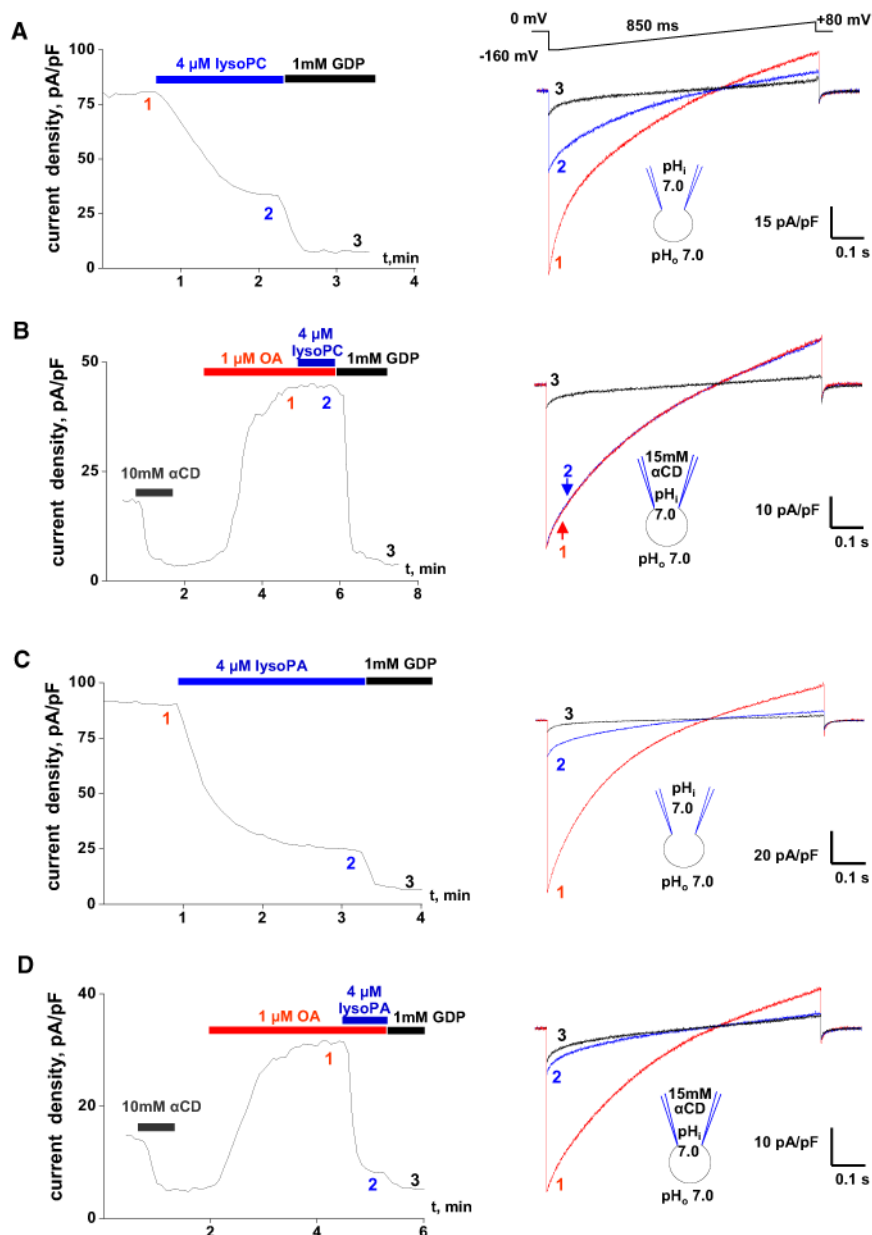 A
100
75
50
25
0
current density, pA/pF
4 µM lysoPC
1mM GDP
1
2
3
1
2
3
4
t,min
0 mV
-160 mV
850 ms
+80 mV
3
2
1
pHi
7.0
pHo 7.0
15 pA/pF
0.1 s
B
50
25
0
current density, pA/pF
10mM αCD
1 µM OA
4 µM
lysoPC
1mM GDP
1
2
3
2
4
6
8
t, min
3
2
1
15mM
αCD
pHi
7.0
pHo 7.0
10 pA/pF
0.1 s
C
100
75
50
25
0
current density, pA/pF
4 µM lysoPA
1mM GDP
1
2
3
1
2
3
4
t, min
3
2
1
pHi
7.0
pHo 7.0
20 pA/pF
0.1 s
D
40
20
0
current density, pA/pF
10mM αCD
1 µM OA
4 µM
lysoPA
1mM GDP
1
2
3
2
4
6
t, min
3
2
1
15mM
αCD
pHi
7.0
pHo 7.0
10 pA/pF
0.1 s